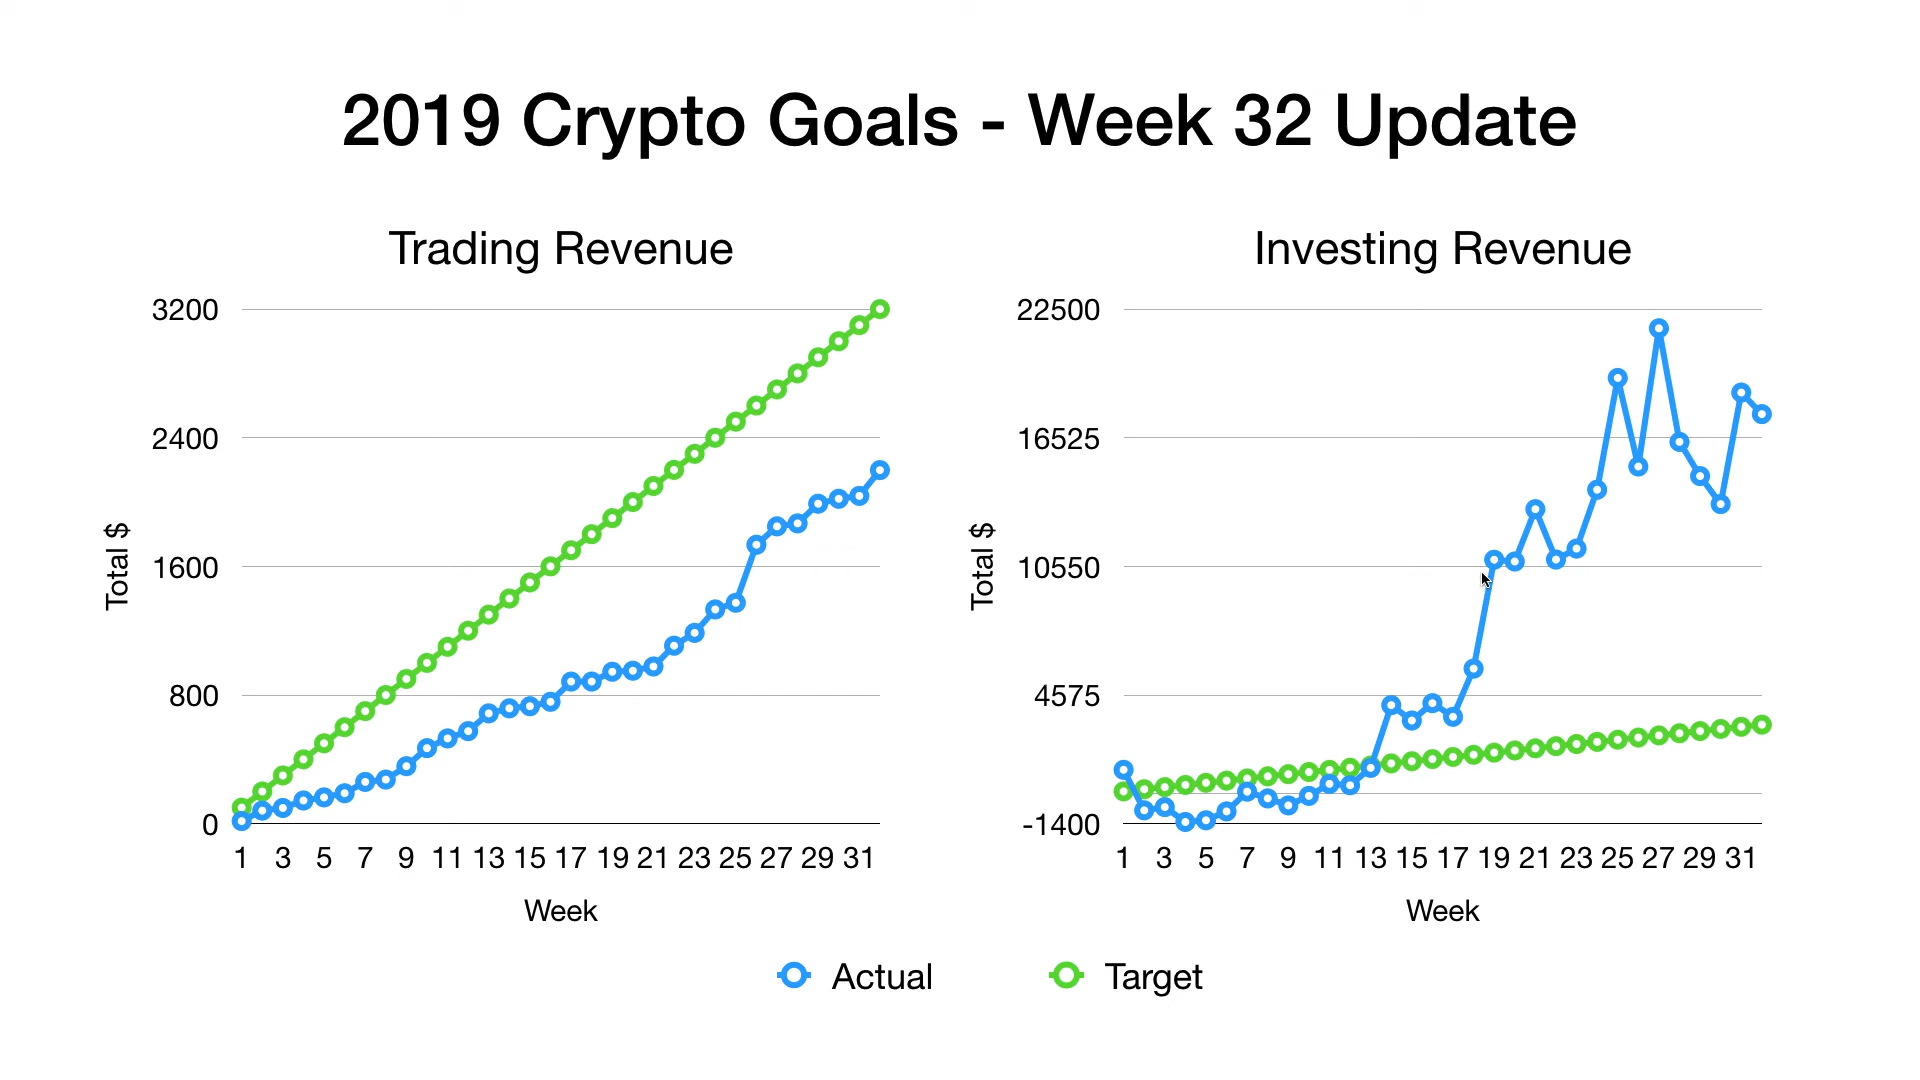 2019 Crypto Goals - Week 32 Update
Trading Revenue
3200
2400
1600
800
0
Total $
1 3 5 7 9 11 13 15 17 19 21 23 25 27 29 31
Week
Investing Revenue
22500
16525
10550
4575
-1400
Total $
1 3 5 7 9 11 13 15 17 19 21 23 25 27 29 31
Week
Actual
Target